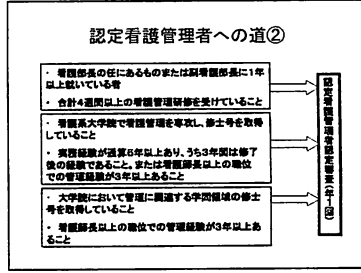 認定看護管理者への道②
・ 看護部長の任にあるものまたは副看護部長に1年
以上就いている者
・ 合計4週間以上の看護管理研修を受けていること
・ 看護系大学院で看護管理を専攻し、修士号を取得
していること
・ 実務経験が通算5年以上あり、うち3年間は修了
後の経験であること。または看護師長以上の職位
での管理経験が3年以上あること
・ 大学院において管理に関連する学問領域の修士
号を取得していること
・ 看護師長以上の職位での管理経験が3年以上あ
ること
認定看護管理者認定審査（年1回）